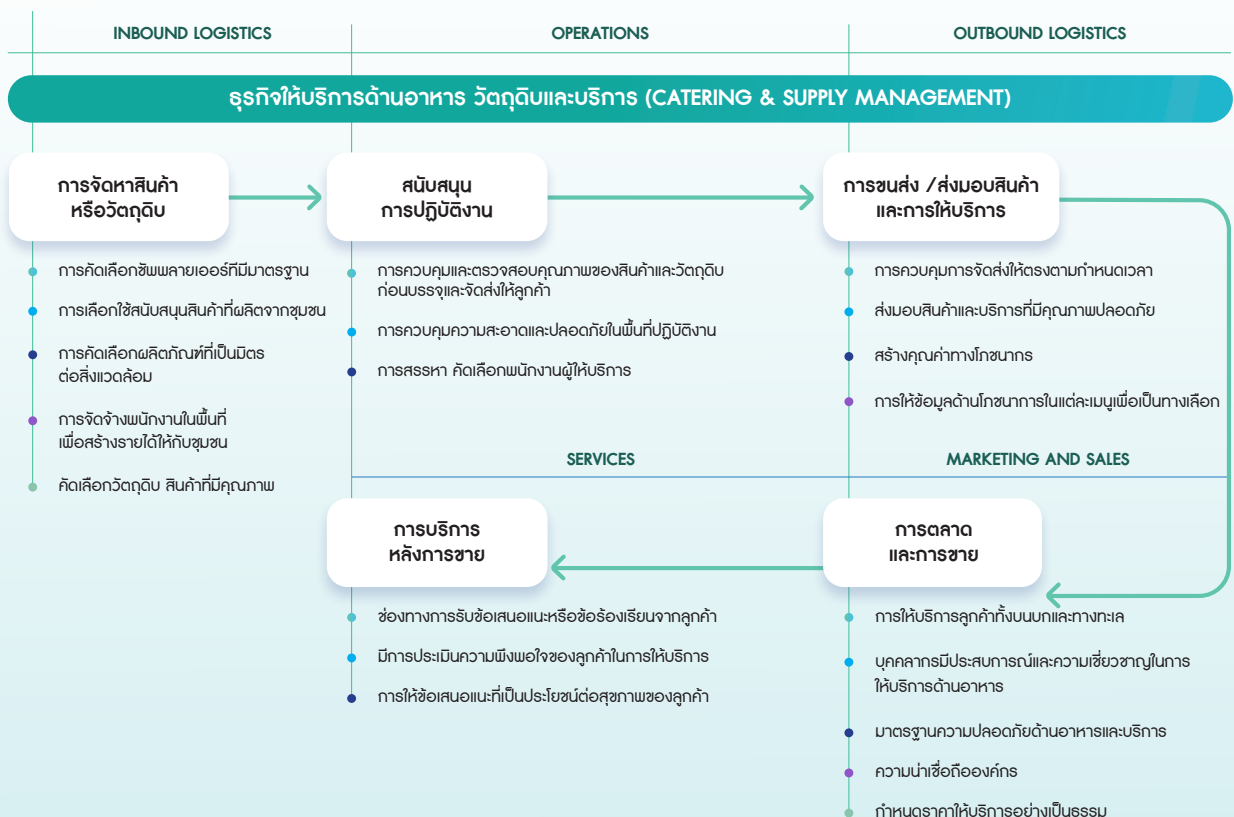 INBOUND LOGISTICS
OPERATIONS
OUTBOUND LOGISTICS
ธุรกิจให้บริการด้านอาหาร วัตถุดิบและบริการ (CATERING & SUPPLY MANAGEMENT)
การจัดหาสินค้า
หรือวัตถุดิบ
การคัดเลือกซัพพลายเออร์ที่มีมาตรฐาน
การเลือกใช้สนับสนุนสินค้าที่ผลิตจากชุมชน
การคัดเลือกผลิตภัณฑ์ที่เป็นมิตร
ต่อสิ่งแวดล้อม
การจัดจ้างพนักงานในพื้นที่
เพื่อสร้างรายได้ให้กับชุมชน
คัดเลือกวัตถุดิบ สินค้าที่มีคุณภาพ
สนับสนุน
การปฏิบัติงาน
การควบคุมและตรวจสอบคุณภาพของสินค้าและวัตถุดิบ
ก่อนบรรจุและจัดส่งให้ลูกค้า
การควบคุมความสะอาดและปลอดภัยในพื้นที่ปฏิบัติงาน
การสรรหา คัดเลือกพนักงานผู้ให้บริการ
การขนส่ง /ส่งมอบสินค้า
และการให้บริการ
การควบคุมการจัดส่งให้ตรงตามกำหนดเวลา
ส่งมอบสินค้าและบริการที่มีคุณภาพปลอดภัย
สร้างคุณค่าทางโภชนากร
การให้ข้อมูลด้านโภชนาการในแต่ละเมนูเพื่อเป็นทางเลือก
SERVICES
MARKETING AND SALES
การบริการ
หลังการขาย
ช่องทางการรับข้อเสนอแนะหรือข้อร้องเรียนจากลูกค้า
มีการประเมินความพึงพอใจของลูกค้าในการให้บริการ
การให้ข้อเสนอแนะที่เป็นประโยชน์ต่อสุขภาพของลูกค้า
การตลาด
และการขาย
การให้บริการลูกค้าทั้งบนบกและทางทะเล
บุคคลากรมีประสบการณ์และความเชี่ยวชาญในการ
ให้บริการด้านอาหาร
มาตรฐานความปลอดภัยด้านอาหารและบริการ
ความน่าเชื่อถือองค์กร
กำหนดราคาให้บริการอย่างเป็นธรรม